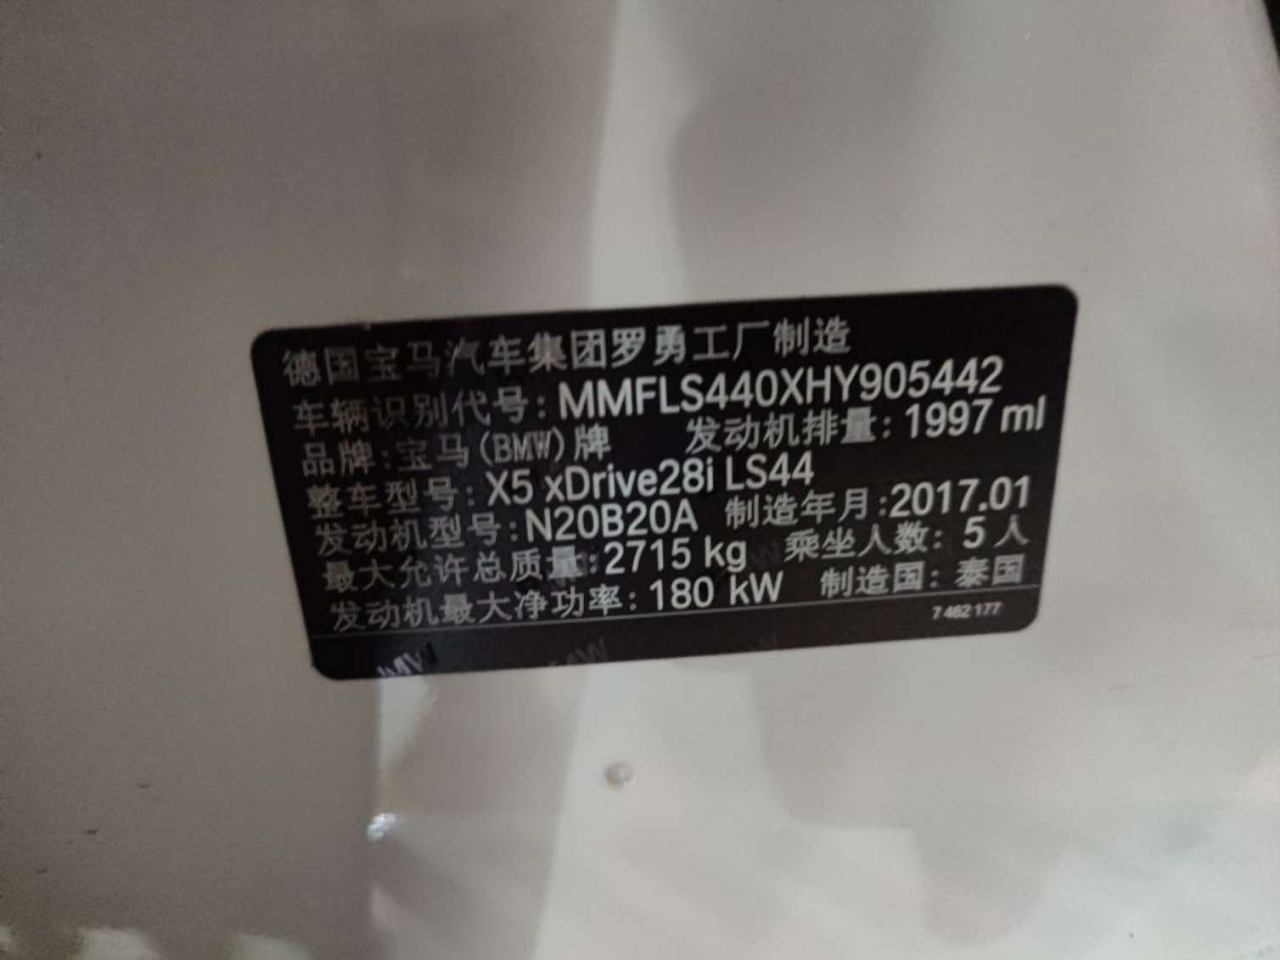 德国宝马汽车集团罗勇工厂制造
车辆识别代号: MMFLS440XHY905442
品牌:宝马(BMW)牌 发动机排量: 1997 ml
整车型号: X5 xDrive28i LS44
发动机型号: N20B20A 制造年月:2017.01
最大允许总质量:2715 kg 乘坐人数: 5 人
发动机最大净功率: 180 kW 制造国: 泰国
7 462 177